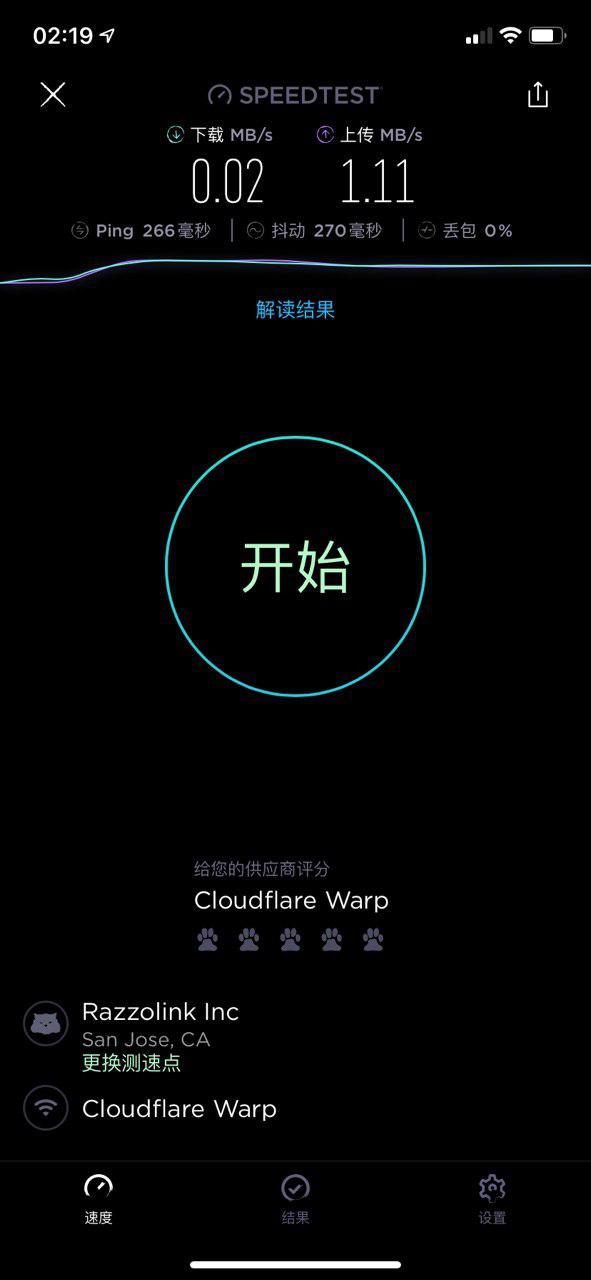 02:19
SPEEDTEST
下载 MB/s 上传 MB/s
0.02 1.11
Ping 266毫秒 抖动 270毫秒 丢包 0%
解读结果
开始
给您的供应商评分
Cloudflare Warp
Razzolink Inc
San Jose, CA
更换测速点
Cloudflare Warp
速度 结果 设置